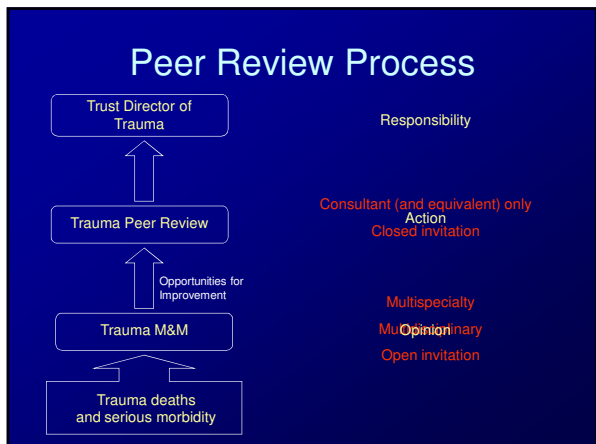 Peer Review Process
Trust Director of
Trauma
Responsibility
Consultant (and equivalent) only
Trauma Peer Review
Action
Closed invitation
Opportunities for
Improvement
Multispecialty
Trauma M&M
Multidisciplinary
Opinion
Open invitation
Trauma deaths
and serious morbidity